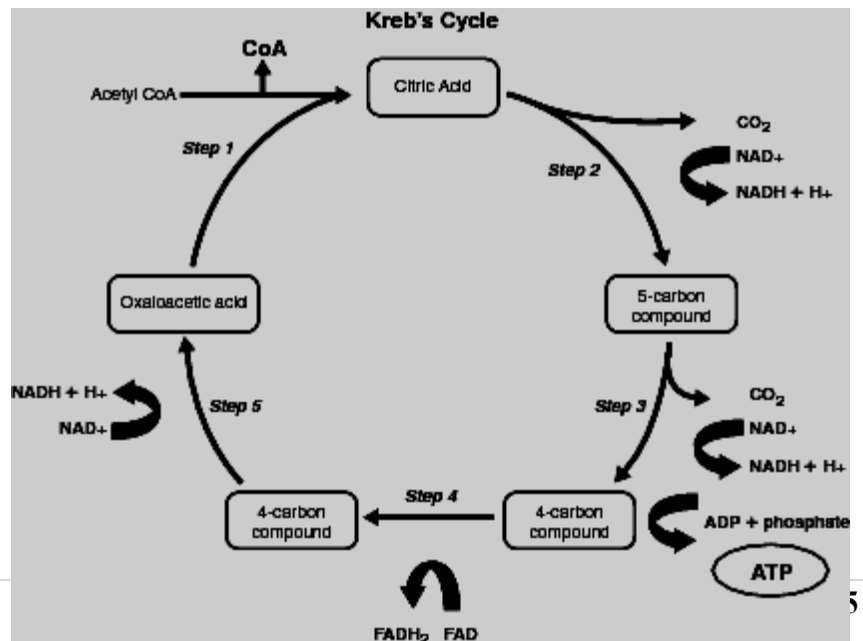 Kreb's Cycle
CoA
Acetyl CoA
Citric Acid
Step 1
Step 2
CO₂
NAD+
NADH + H+
Oxaloacetic acid
5-carbon
compound
NADH + H+
NAD+
Step 5
Step 3
CO₂
NAD+
NADH + H+
4-carbon
compound
Step 4
4-carbon
compound
ADP + phosphate
ATP
FADH₂ FAD
5